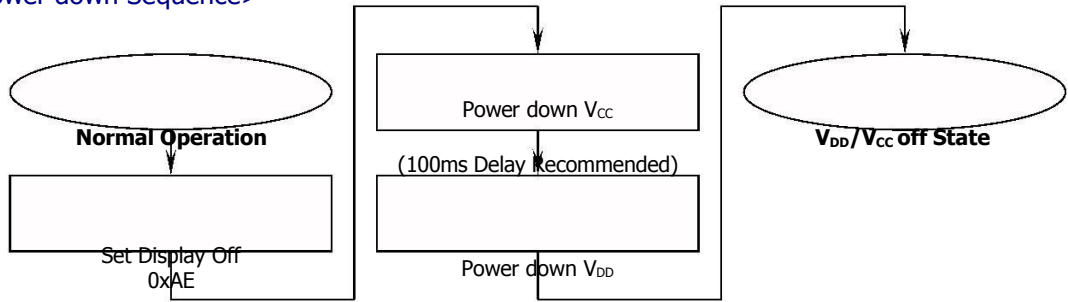 ower down Sequence>
Normal Operation
Set Display Off
0xAE
Power down VCC
(100ms Delay Recommended)
Power down VDD
VDD/VCC off State